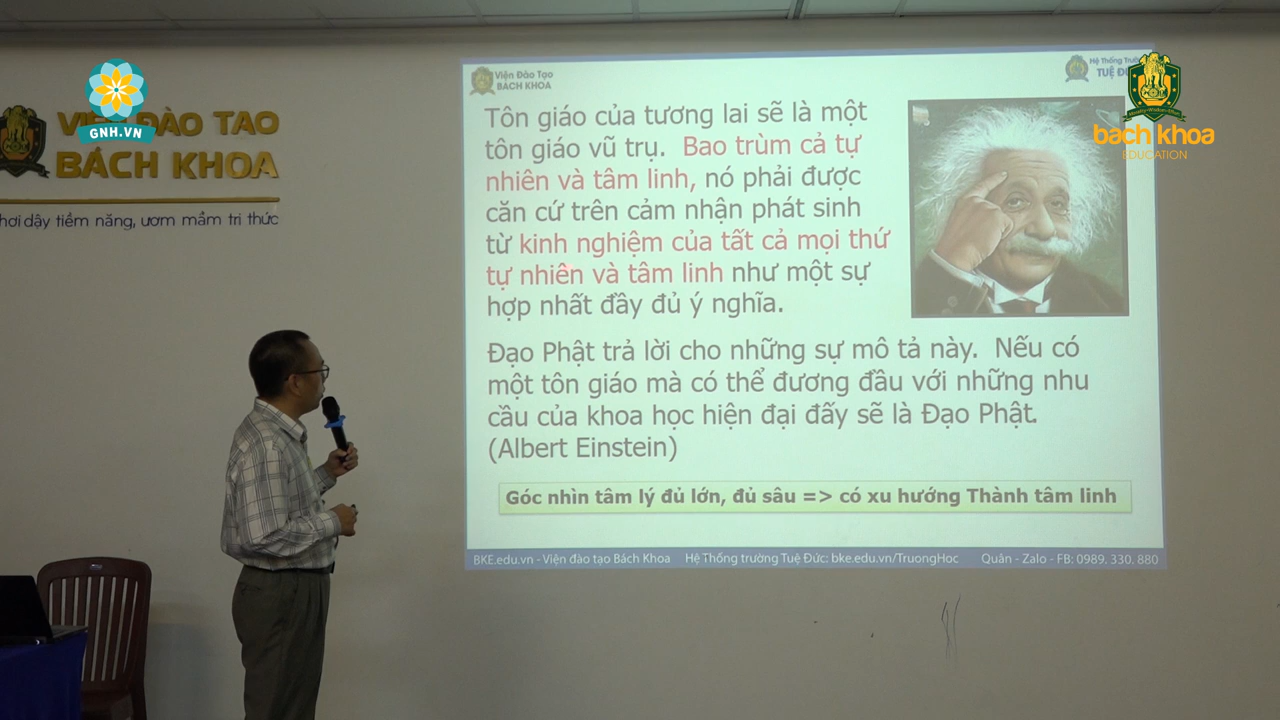 GNH.VN
VIỆN ĐÀO TẠO
BÁCH KHOA
hơi dậy tiềm năng, ươm mầm tri thức
Viện Đào Tạo
BÁCH KHOA
Hệ Thống Trườ
TUỆ Đ
bach khoa
EDUCATION
Tôn giáo của tương lai sẽ là một
tôn giáo vũ trụ. Bao trùm cả tự
nhiên và tâm linh, nó phải được
căn cứ trên cảm nhận phát sinh
từ kinh nghiệm của tất cả mọi thứ
tự nhiên và tâm linh như một sự
hợp nhất đầy đủ ý nghĩa.
Đạo Phật trả lời cho những sự mô tả này. Nếu có
một tôn giáo mà có thể đương đầu với những nhu
cầu của khoa học hiện đại đấy sẽ là Đạo Phật.
(Albert Einstein)
Góc nhìn tâm lý đủ lớn, đủ sâu => có xu hướng Thành tâm linh
BKE.edu.vn - Viện đào tạo Bách Khoa Hệ Thống trường Tuệ Đức: bke.edu.vn/TruongHoc Quân - Zalo - FB: 0989. 330. 880